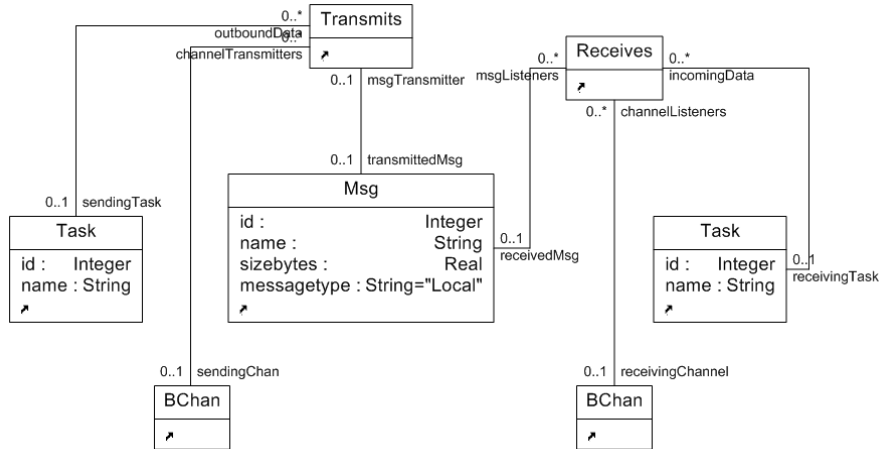 0..*
Transmits
outboundData
0..*
channelTransmitters
0..*
Receives
0..*
msgListeners
incomingData
0..1
msgTransmitter
0..*
channelListeners
0..1
transmittedMsg
Msg
id : Integer
name : String
sizebytes : Real
messagetype : String="Local"
0..1
sendingTask
Task
id : Integer
name : String
0..1
receivedMsg
Task
id : Integer
name : String
0..1
receivingTask
0..1
sendingChan
BChan
0..1
receivingChannel
BChan